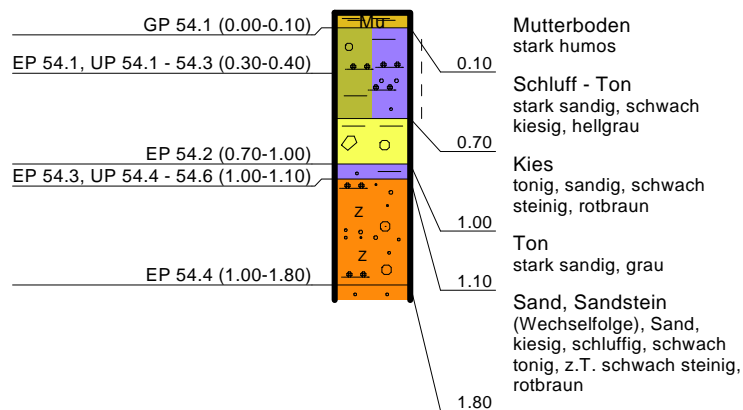 GP 54.1 (0.00-0.10)
EP 54.1, UP 54.1 - 54.3 (0.30-0.40)
EP 54.2 (0.70-1.00)
EP 54.3, UP 54.4 - 54.6 (1.00-1.10)
EP 54.4 (1.00-1.80)
Mu
Z
Z
0.10
0.70
1.00
1.10
1.80
Mutterboden
stark humos
Schluff - Ton
stark sandig, schwach
kiesig, hellgrau
Kies
tonig, sandig, schwach
steinig, rotbraun
Ton
stark sandig, grau
Sand, Sandstein
(Wechselfolge), Sand,
kiesig, schluffig, schwach
tonig, z.T. schwach steinig,
rotbraun